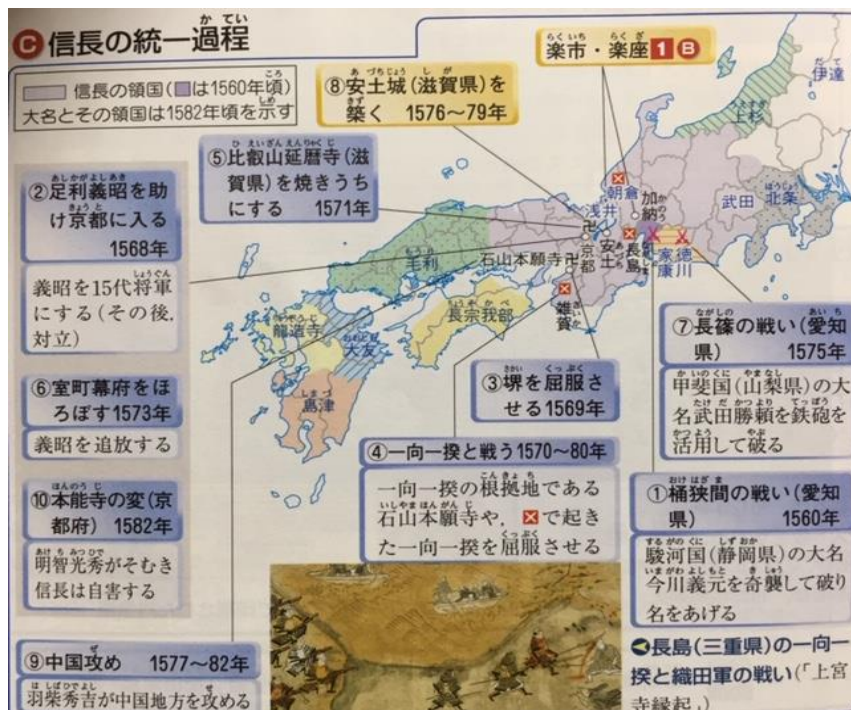 C 信長の統一過程
信長の領国(は1560年頃)
大名とその領国は1582年頃を示す
楽市・楽座 1 B
⑧安土城(滋賀県)を
築く 1576〜79年
⑤比叡山延暦寺(滋
賀県)を焼きうち
にする 1571年
②足利義昭を助
け京都に入る
1568年
義昭を15代将軍
にする(その後,
対立)
⑥室町幕府をほ
ろぼす1573年
義昭を追放する
⑩本能寺の変(京
都府) 1582年
明智光秀がそむき
信長は自害する
⑨中国攻め 1577〜82年
羽柴秀吉が中国地方を攻める
伊達
上杉
朝倉
浅井
加納
武田
北条
安土
京都
長島
徳川
家康
石山本願寺
雑賀
毛利
長宗我部
龍造寺
大友
島津
③堺を屈服さ
せる1569年
④一向一揆と戦う1570〜80年
一向一揆の根拠地である
石山本願寺や,で起き
た一向一揆を屈服させる
⑦長篠の戦い(愛知
県) 1575年
甲斐国(山梨県)の大
名武田勝頼を鉄砲を
活用して破る
①桶狭間の戦い(愛知
県) 1560年
駿河国(静岡県)の大名
今川義元を奇襲して破り
名をあげる
長島(三重県)の一向一
揆と織田軍の戦い(「上宮
寺縁起」)